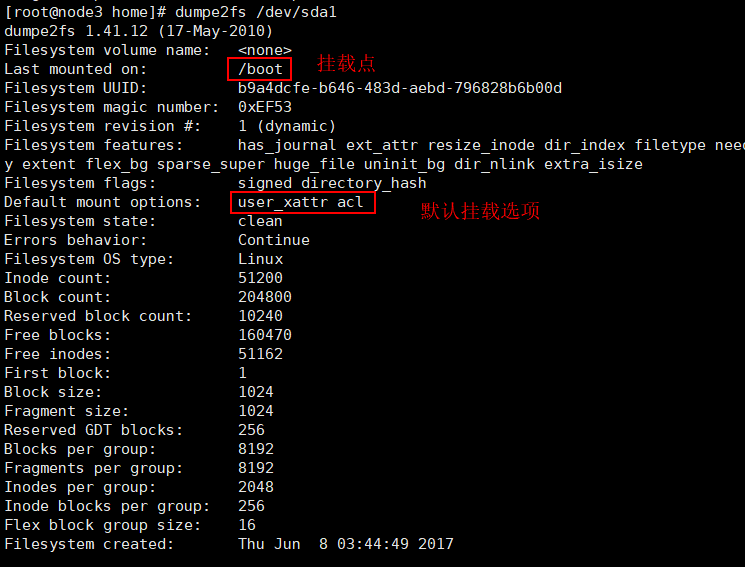 [root@node3 home]# dumpe2fs /dev/sda1
dumpe2fs 1.41.12 (17-May-2010)
Filesystem volume name:   <none>
Last mounted on:          /boot 挂载点
Filesystem UUID:          b9a4dcfe-b646-483d-aebd-796828b6b00d
Filesystem magic number:  0xEF53
Filesystem revision #:    1 (dynamic)
Filesystem features:      has_journal ext_attr resize_inode dir_index filetype need
y extent flex_bg sparse_super huge_file uninit_bg dir_nlink extra_isize
Filesystem flags:         signed directory_hash
Default mount options:    user_xattr acl 默认挂载选项
Filesystem state:         clean
Errors behavior:          Continue
Filesystem OS type:       Linux
Inode count:              51200
Block count:              204800
Reserved block count:     10240
Free blocks:              160470
Free inodes:              51162
First block:              1
Block size:               1024
Fragment size:            1024
Reserved GDT blocks:      256
Blocks per group:         8192
Fragments per group:      8192
Inodes per group:         2048
Inode blocks per group:   256
Flex block group size:    16
Filesystem created:       Thu Jun  8 03:44:49 2017